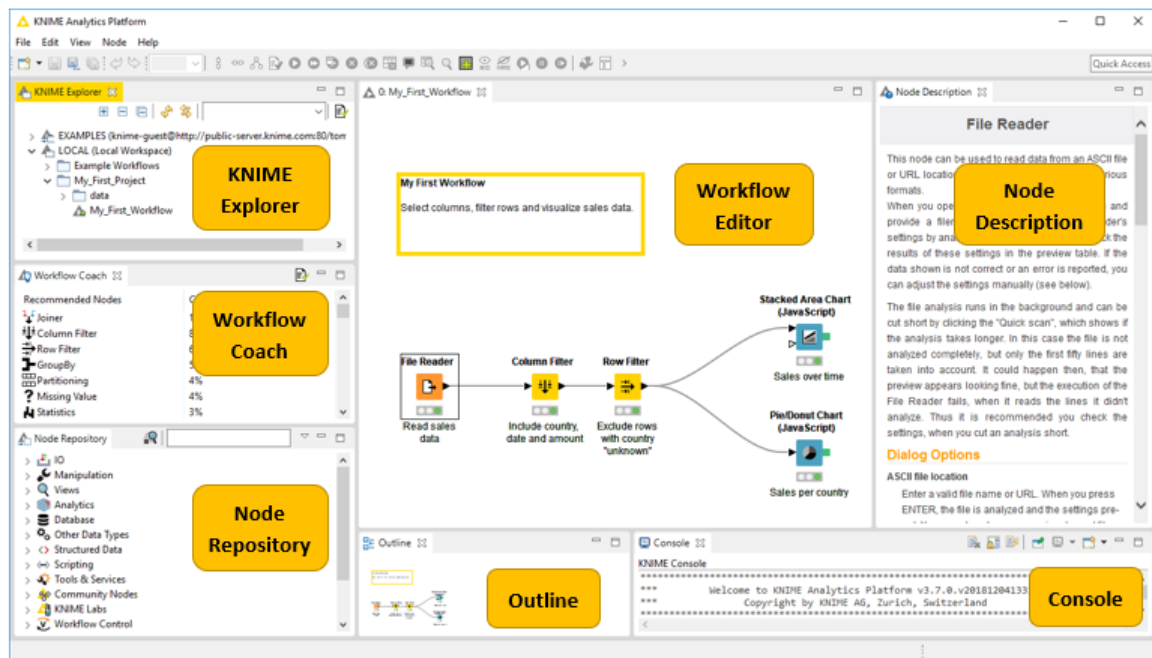 KNIME Analytics Platform
File Edit View Node Help
Quick Access
KNIME Explorer
EXAMPLES (knime-guest@http://public-server.knime.com:80/tom
LOCAL (Local Workspace)
Example Workflows
My_First_Project
data
My_First_Workflow
KNIME
Explorer
Workflow Coach
Recommended Nodes
Joiner
Column Filter
Row Filter
GroupBy
Partitioning 4%
Missing Value 4%
Statistics 3%
Workflow
Coach
Node Repository
IO
Manipulation
Views
Analytics
Database
Other Data Types
Structured Data
Scripting
Tools & Services
Community Nodes
KNIME Labs
Workflow Control
Node
Repository
0: My_First_Workflow
My First Workflow
Select columns, filter rows and visualize sales data.
Workflow
Editor
File Reader
Read sales
data
Column Filter
Include country,
date and amount
Row Filter
Exclude rows
with country
"unknown"
Stacked Area Chart
(JavaScript)
Sales over time
Pie/Donut Chart
(JavaScript)
Sales per country
Node Description
File Reader
This node can be used to read data from an ASCII file
or URL location rious
formats.
When you ope and
provide a filen der's
settings by ana ck the
results of these settings in the preview table. If the
data shown is not correct or an error is reported, you
can adjust the settings manually (see below).
The file analysis runs in the background and can be
cut short by clicking the "Quick scan", which shows if
the analysis takes longer. In this case the file is not
analyzed completely, but only the first fifty lines are
taken into account. It could happen then, that the
preview appears looking fine, but the execution of the
File Reader fails, when it reads the lines it didn't
analyze. Thus it is recommended you check the
settings, when you cut an analysis short.
Dialog Options
ASCII file location
Enter a valid file name or URL. When you press
ENTER, the file is analyzed and the settings pre-
Node
Description
Outline
Outline
Console
KNIME Console
*** Welcome to KNIME Analytics Platform v3.7.0.v20181204133
*** Copyright by KNIME AG, Zurich, Switzerland
Console